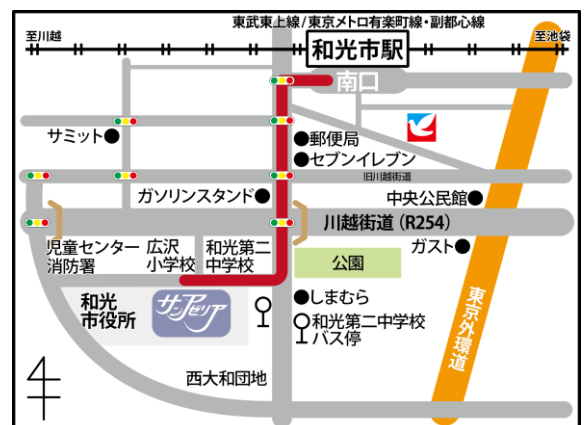 東武東上線/東京メトロ有楽町線・副都心線
至川越
至池袋
和光市駅
南口
サミット
郵便局
セブンイレブン
旧川越街道
ガソリンスタンド
中央公民館
川越街道(R254)
ガスト
児童センター
消防署
広沢
小学校
和光第二
中学校
公園
和光
市役所
サンアビリア
しまむら
和光第二中学校
バス停
東京外環道
西大和団地